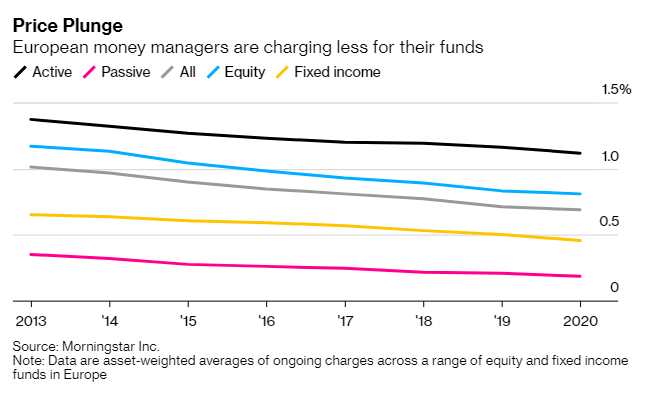 Price Plunge
European money managers are charging less for their funds
Active Passive All Equity Fixed income
1.5%
1.0
0.5
0
2013 '14 '15 '16 '17 '18 '19 2020
Source: Morningstar Inc.
Note: Data are asset-weighted averages of ongoing charges across a range of equity and fixed income
funds in Europe